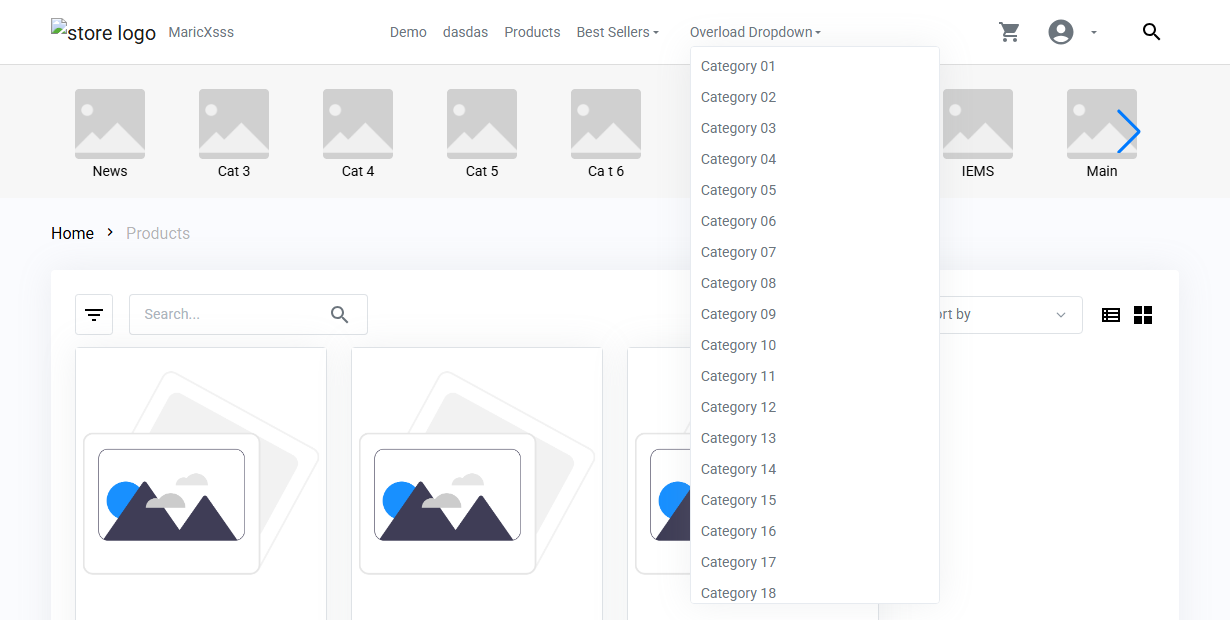 store logo MaricXsss Demo dasdas Products Best Sellers Overload Dropdown
News Cat 3 Cat 4 Cat 5 Ca t 6 IEMS Main
Home Products
Search... ort by
Category 01
Category 02
Category 03
Category 04
Category 05
Category 06
Category 07
Category 08
Category 09
Category 10
Category 11
Category 12
Category 13
Category 14
Category 15
Category 16
Category 17
Category 18